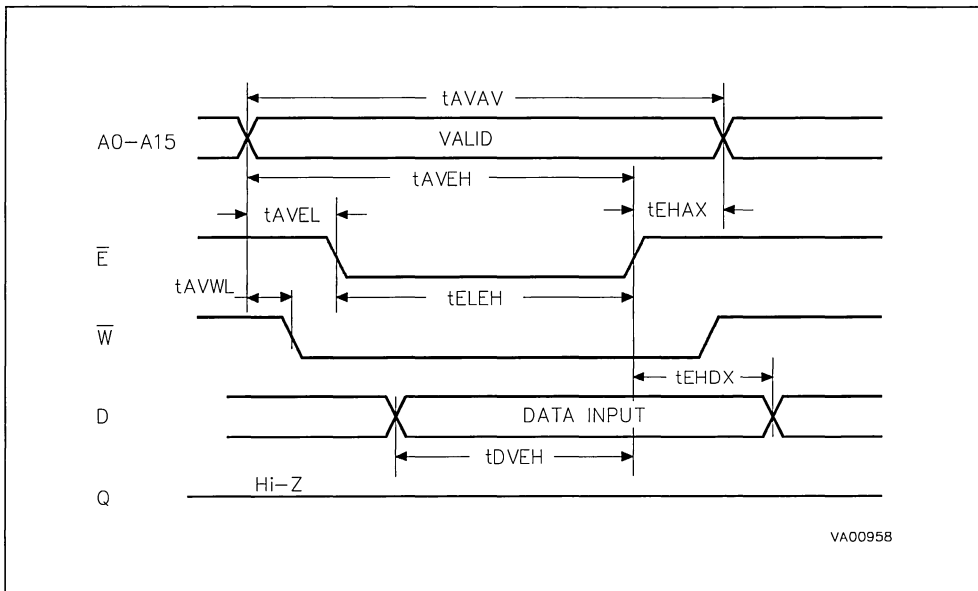 tAVAV
A0-A15
VALID
tAVEH
tAVEL
tEHAX
E̅
tAVWL
tELEH
W̅
tEHDX
D
DATA INPUT
tDVEH
Hi-Z
Q
VA00958